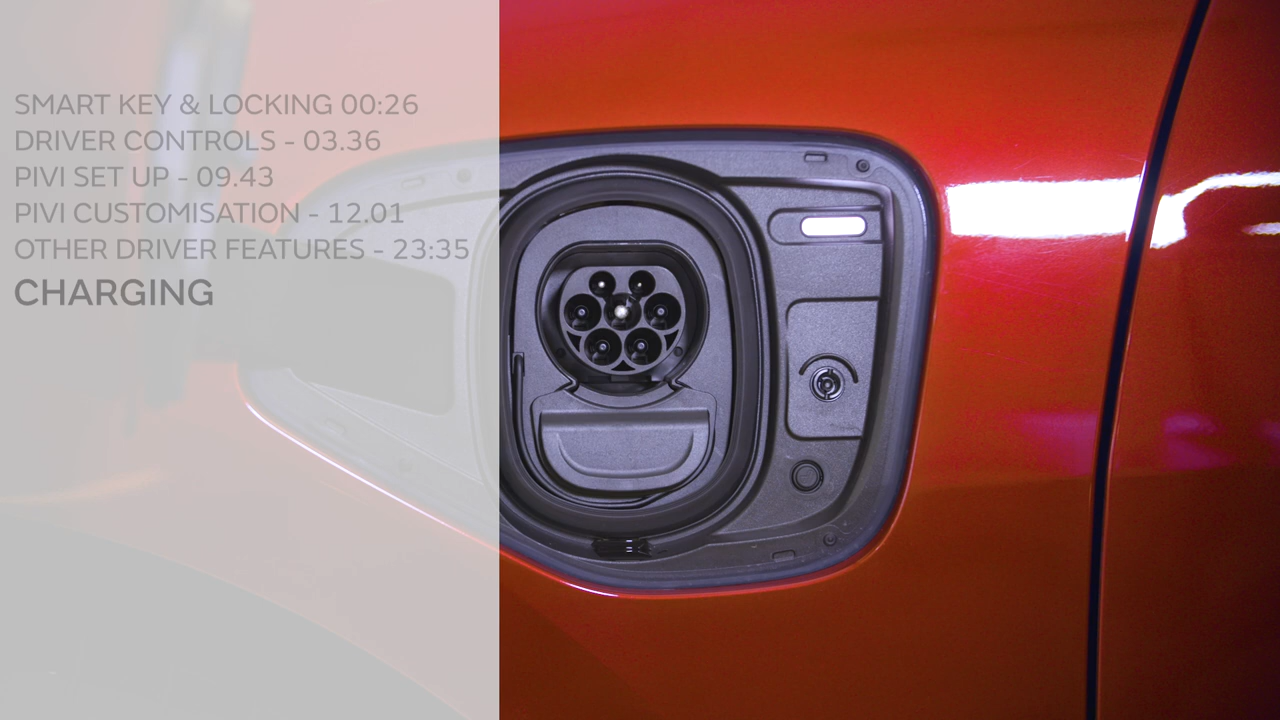 SMART KEY & LOCKING 00:26
DRIVER CONTROLS - 03.36
PIVI SET UP - 09.43
PIVI CUSTOMISATION - 12.01
OTHER DRIVER FEATURES - 23:35
CHARGING